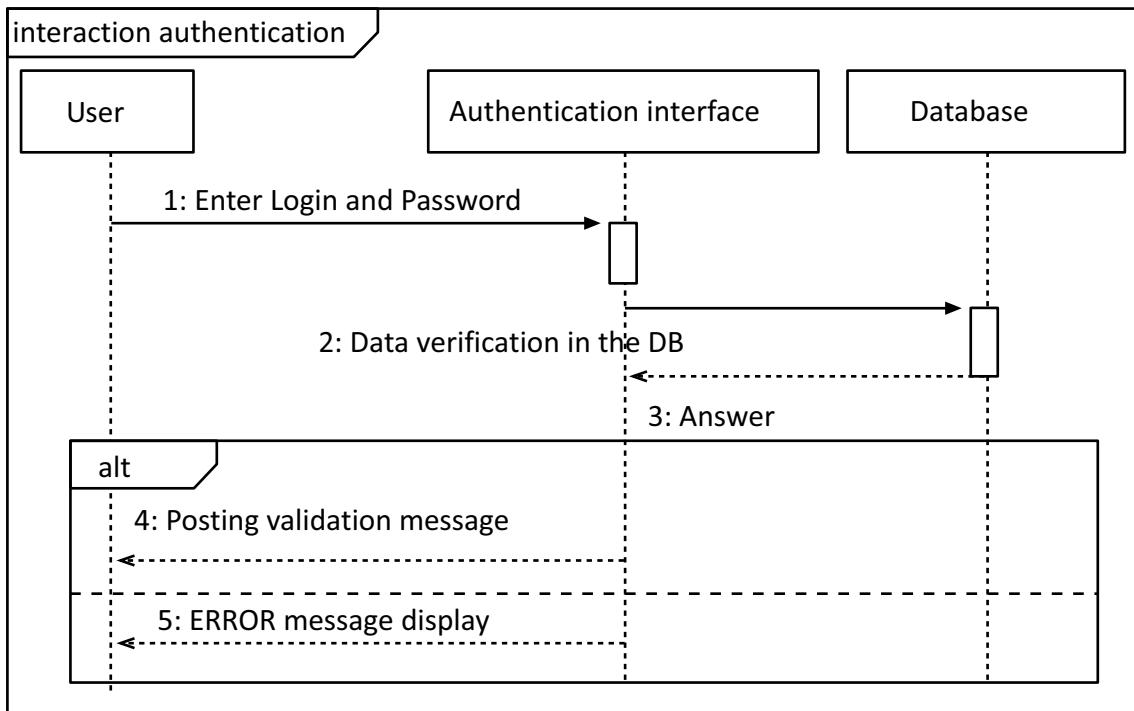 interaction authentication
User
Authentication interface
Database
1: Enter Login and Password
2: Data verification in the DB
3: Answer
alt
4: Posting validation message
5: ERROR message display